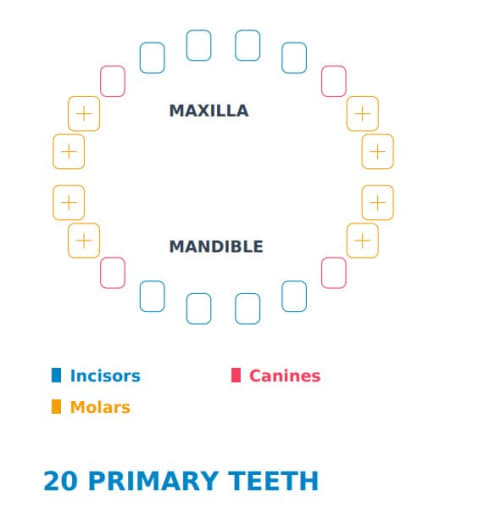 MAXILLA
MANDIBLE
Incisors
Canines
Molars
20 PRIMARY TEETH